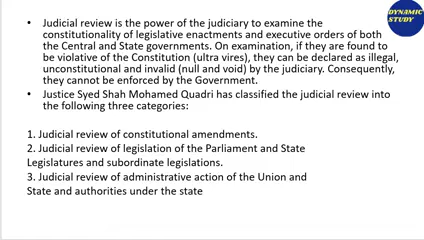 DYNAMIC
STUDY
• Judicial review is the power of the judiciary to examine the
constitutionality of legislative enactments and executive orders of both
the Central and State governments. On examination, if they are found to
be violative of the Constitution (ultra vires), they can be declared as illegal,
unconstitutional and invalid (null and void) by the judiciary. Consequently,
they cannot be enforced by the Government.
• Justice Syed Shah Mohamed Quadri has classified the judicial review into
the following three categories:
1. Judicial review of constitutional amendments.
2. Judicial review of legislation of the Parliament and State
Legislatures and subordinate legislations.
3. Judicial review of administrative action of the Union and
State and authorities under the state